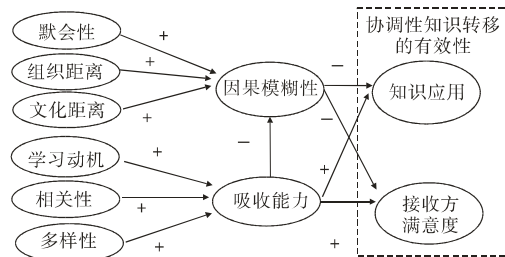 默会性
组织距离
文化距离
学习动机
相关性
多样性
+
+
+
+
+
+
因果模糊性
吸收能力
−
−
−
+
+
协调性知识转移
的有效性
知识应用
接收方
满意度